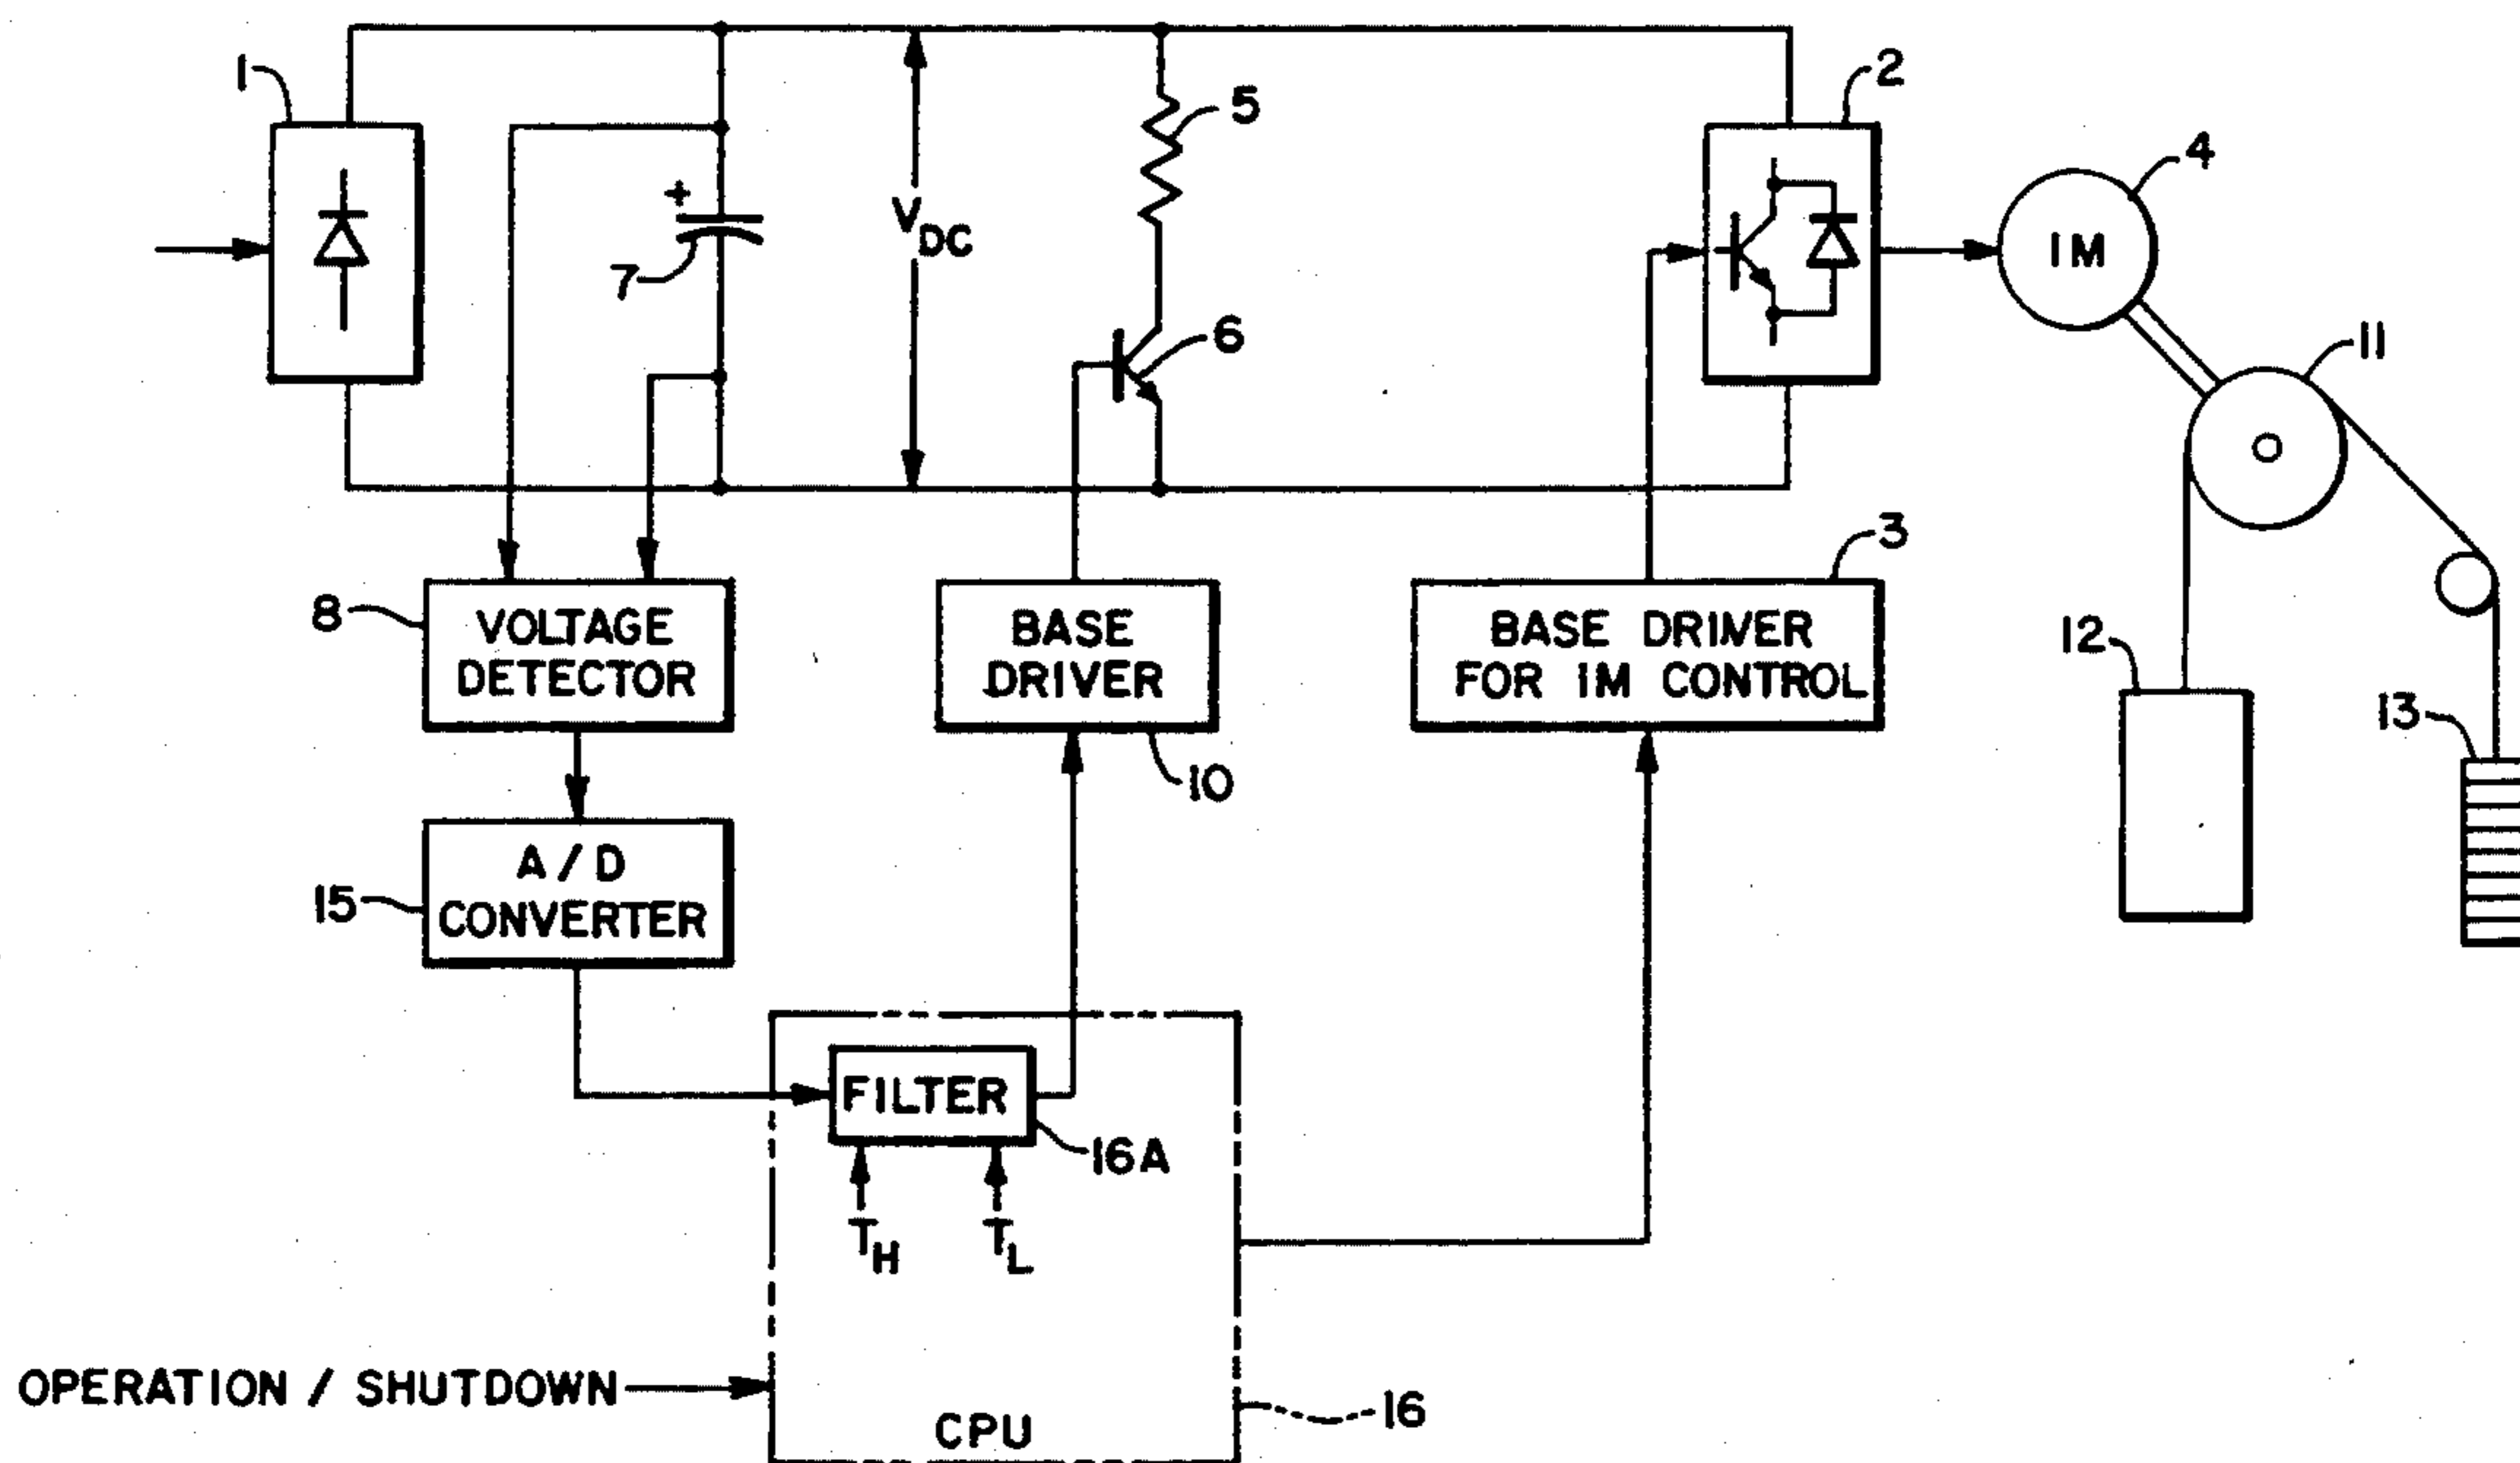 1
2
5
4
+
7
V DC
IM
6
11
3
8
VOLTAGE
DETECTOR
BASE
DRIVER
BASE DRIVER
FOR IM CONTROL
12
13
10
A/D
CONVERTER
15
FILTER
16A
T H
T L
OPERATION / SHUTDOWN
16
CPU